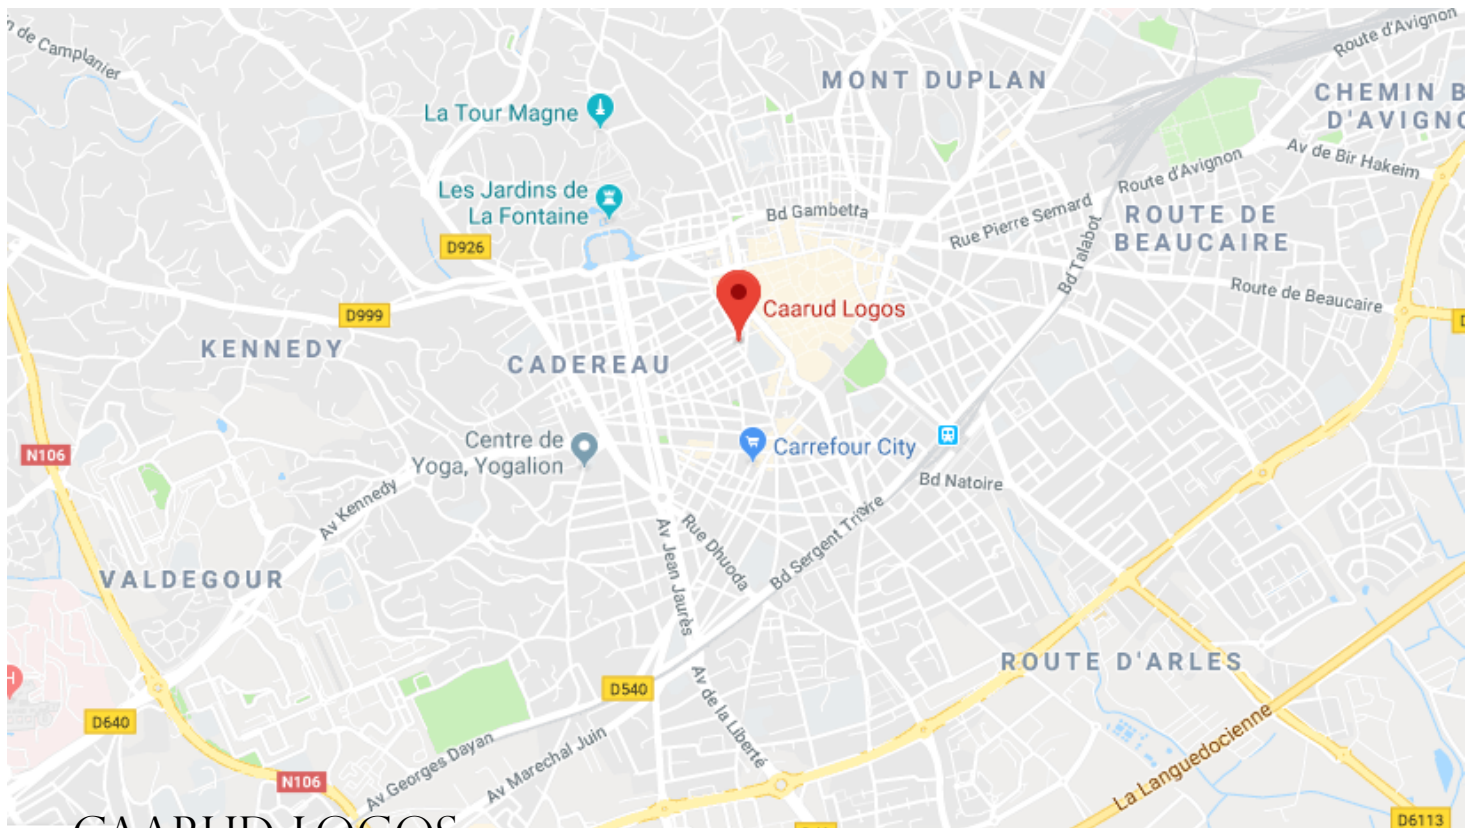 n de Camplanier
Route d'Avignon
MONT DUPLAN
CHEMIN B
D'AVIGNO
La Tour Magne
Av de Bir Hakeim
Route d'Avignon
Les Jardins de
La Fontaine
Bd Gambetta
Rue Pierre Semard
ROUTE DE
BEAUCAIRE
Bd Talabot
D926
Route de Beaucaire
D999
Caarud Logos
KENNEDY
CADEREAU
N106
Centre de
Yoga, Yogalion
Carrefour City
Bd Natoire
Av Kennedy
Av Jean Jaurès
Rue Dhuoda
Bd Sergent Triaire
VALDEGOUR
ROUTE D'ARLES
H
D540
Av de la Liberté
D640
La Languedocienne
Av Georges Dayan
Av Marechal Juin
N106
D6113
CAARUD LOGOS